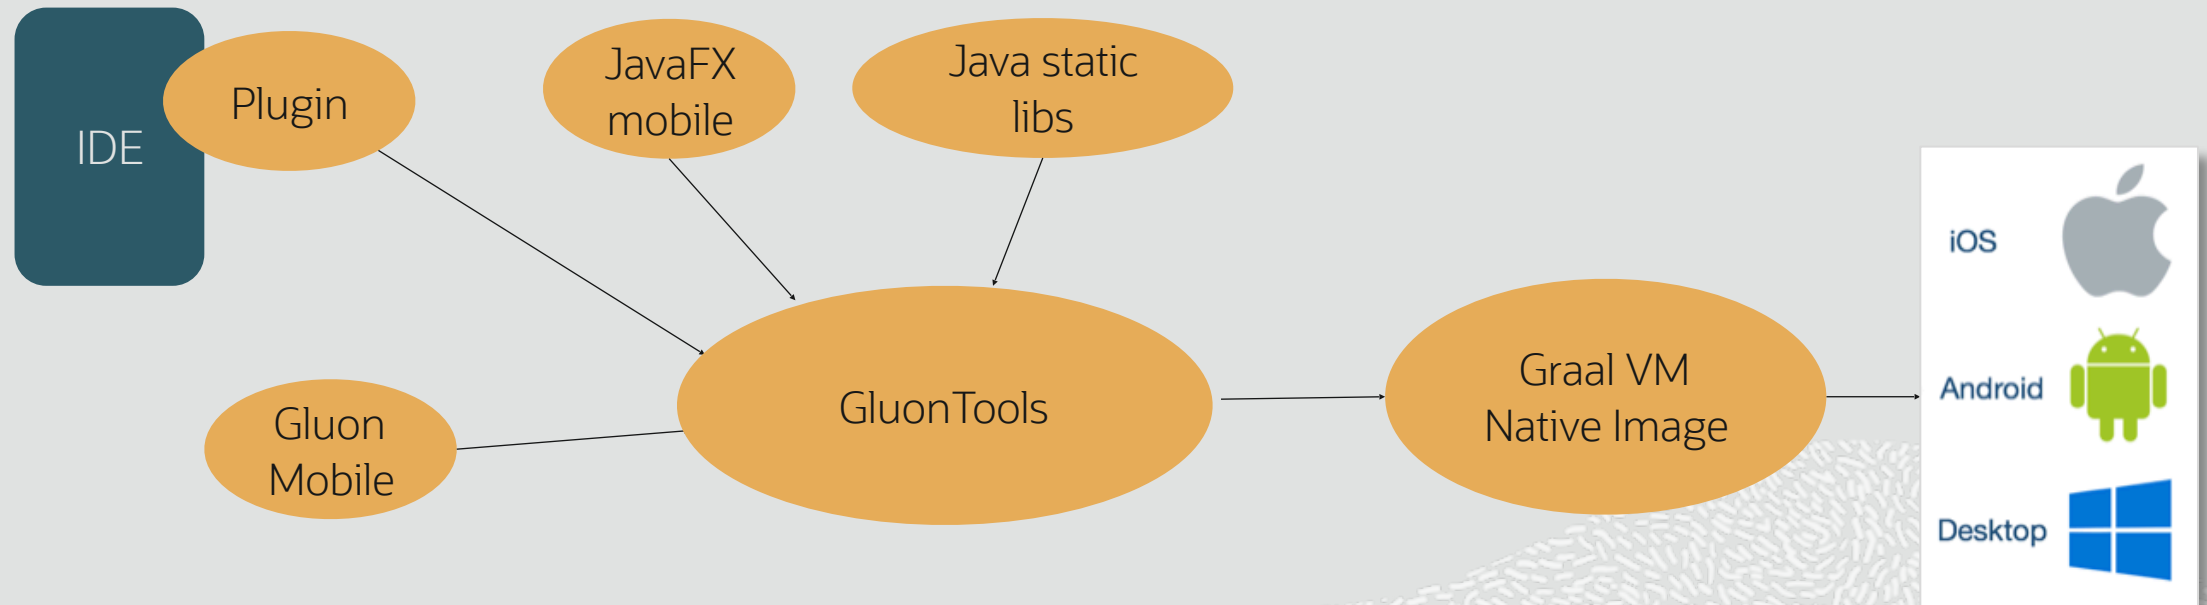 IDE
Plugin
JavaFX
mobile
Java static
libs
Gluon
Mobile
GluonTools
Graal VM
Native Image
iOS
Android
Desktop